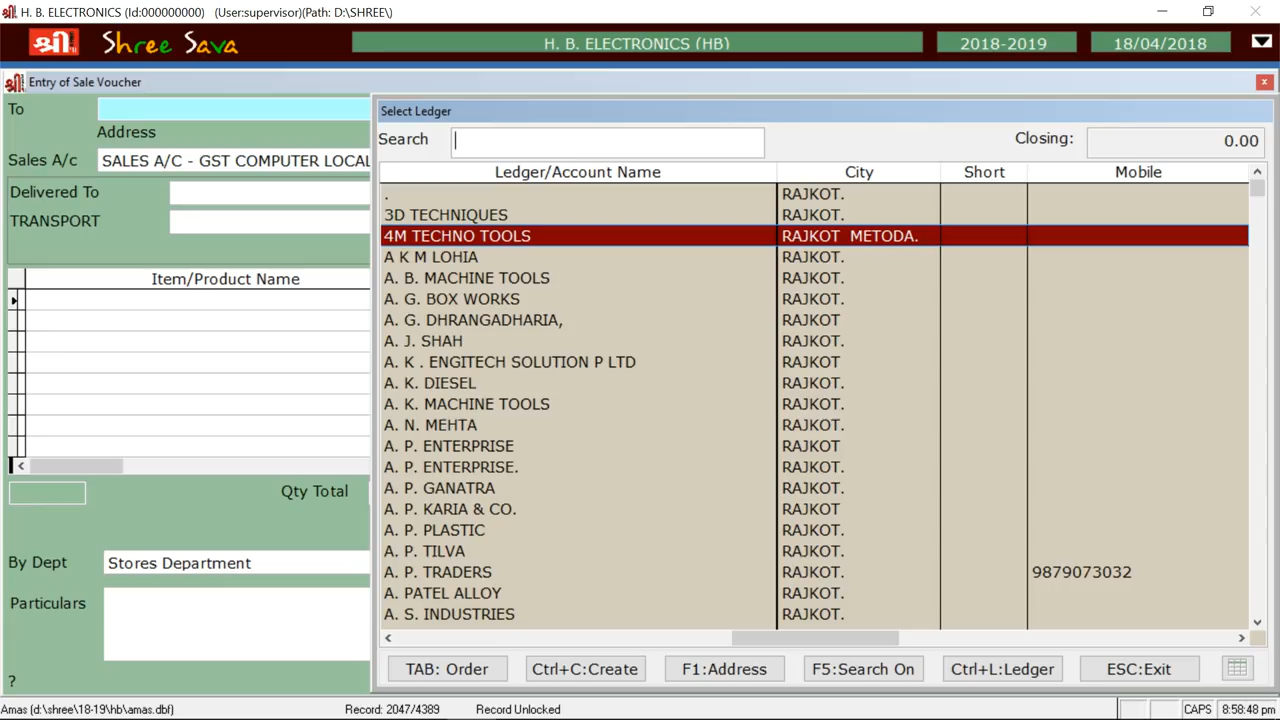 H. B. ELECTRONICS (Id:000000000) (User:supervisor)(Path: D:\SHREE\)
श्री Shree Sava H. B. ELECTRONICS (HB) 2018-2019 18/04/2018
श्री Entry of Sale Voucher
To
Address
Sales A/c SALES A/C - GST COMPUTER LOCAL
Delivered To
TRANSPORT
Item/Product Name
Qty Total
By Dept Stores Department
Particulars
?
Select Ledger
Search Closing: 0.00
Ledger/Account Name City Short Mobile
. RAJKOT.
3D TECHNIQUES RAJKOT.
4M TECHNO TOOLS RAJKOT METODA.
A K M LOHIA RAJKOT.
A. B. MACHINE TOOLS RAJKOT.
A. G. BOX WORKS RAJKOT.
A. G. DHRANGADHARIA, RAJKOT
A. J. SHAH RAJKOT.
A. K . ENGITECH SOLUTION P LTD RAJKOT
A. K. DIESEL RAJKOT.
A. K. MACHINE TOOLS RAJKOT.
A. N. MEHTA RAJKOT.
A. P. ENTERPRISE RAJKOT
A. P. ENTERPRISE. RAJKOT.
A. P. GANATRA RAJKOT.
A. P. KARIA & CO. RAJKOT
A. P. PLASTIC RAJKOT.
A. P. TILVA RAJKOT.
A. P. TRADERS RAJKOT. 9879073032
A. PATEL ALLOY RAJKOT.
A. S. INDUSTRIES RAJKOT.
TAB: Order Ctrl+C:Create F1:Address F5:Search On Ctrl+L:Ledger ESC:Exit
Amas (d:\shree\18-19\hb\amas.dbf) Record: 2047/4389 Record Unlocked CAPS 8:58:48 pm